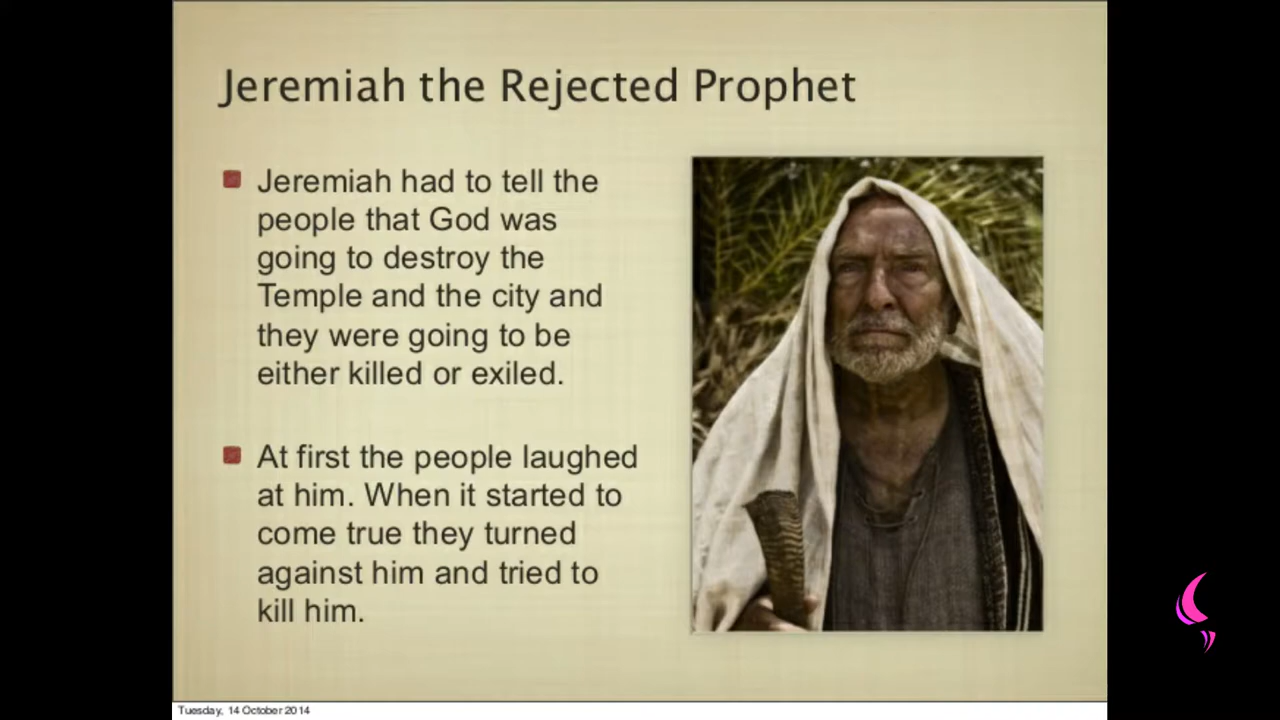 Jeremiah the Rejected Prophet
Jeremiah had to tell the
people that God was
going to destroy the
Temple and the city and
they were going to be
either killed or exiled.
At first the people laughed
at him. When it started to
come true they turned
against him and tried to
kill him.
Tuesday, 14 October 2014